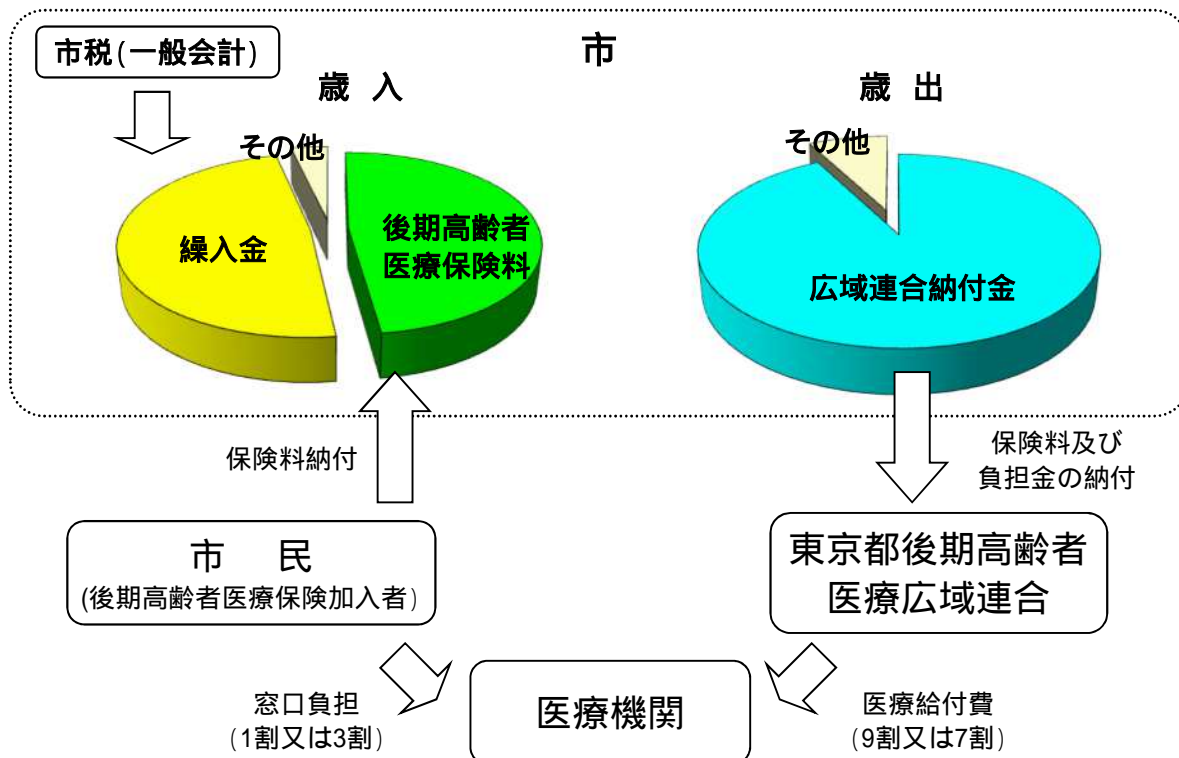 市税(一般会計)
市
歳 入
歳 出
その他
その他
繰入金
後期高齢者
医療保険料
広域連合納付金
保険料納付
保険料及び
負担金の納付
市 民
(後期高齢者医療保険加入者)
東京都後期高齢者
医療広域連合
窓口負担
(1割又は3割)
医療機関
医療給付費
(9割又は7割)